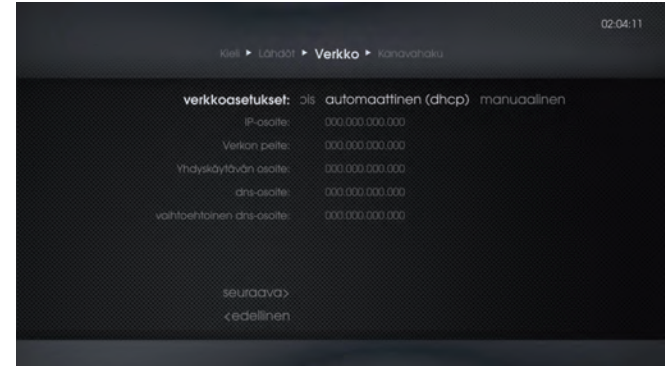 02:04:11
Kieli ▸ Lähdöt ▸ Verkko ▸ Kanavahaku
verkkoasetukset: ois automaattinen (dhcp) manuaalinen
IP-osoite: 000.000.000.000
Verkon peite: 000.000.000.000
Yhdyskäytävän osoite: 000.000.000.000
dns-osoite: 000.000.000.000
vaihtoehtoinen dns-osoite: 000.000.000.000
seuraava>
<edellinen